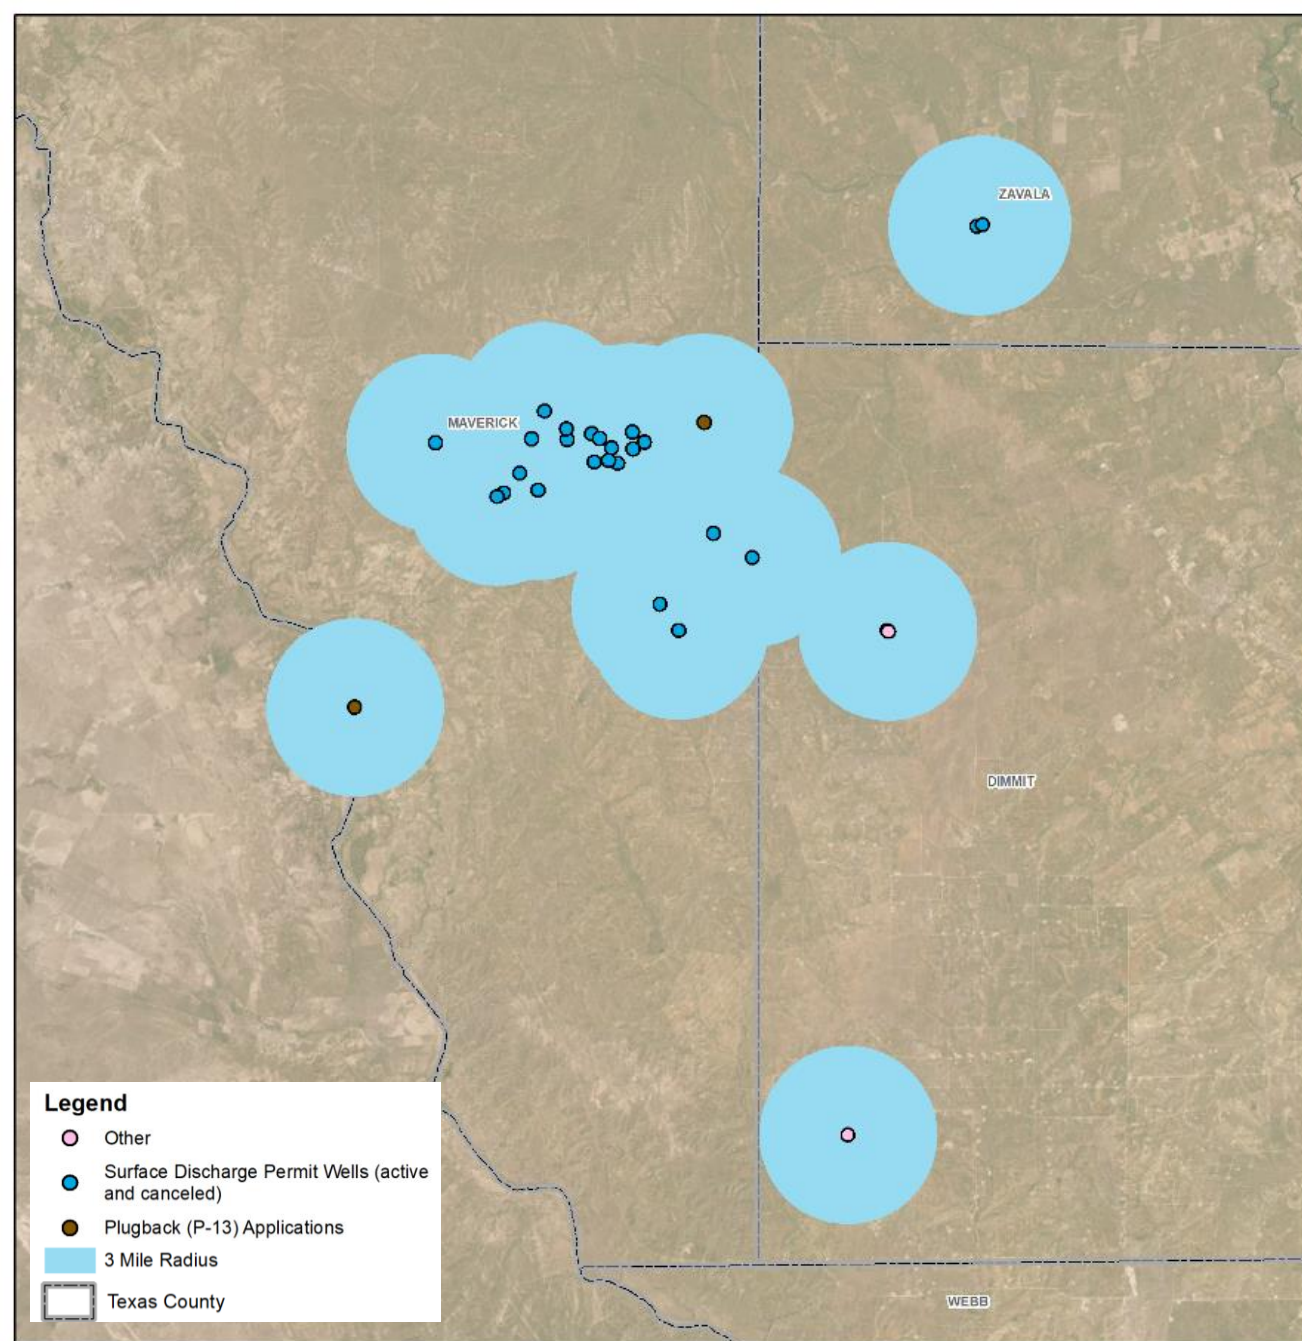 ZAVALA
MAVERICK
DIMMIT
Legend
Other
Surface Discharge Permit Wells (active
and canceled)
Plugback (P-13) Applications
3 Mile Radius
Texas County
WEBB